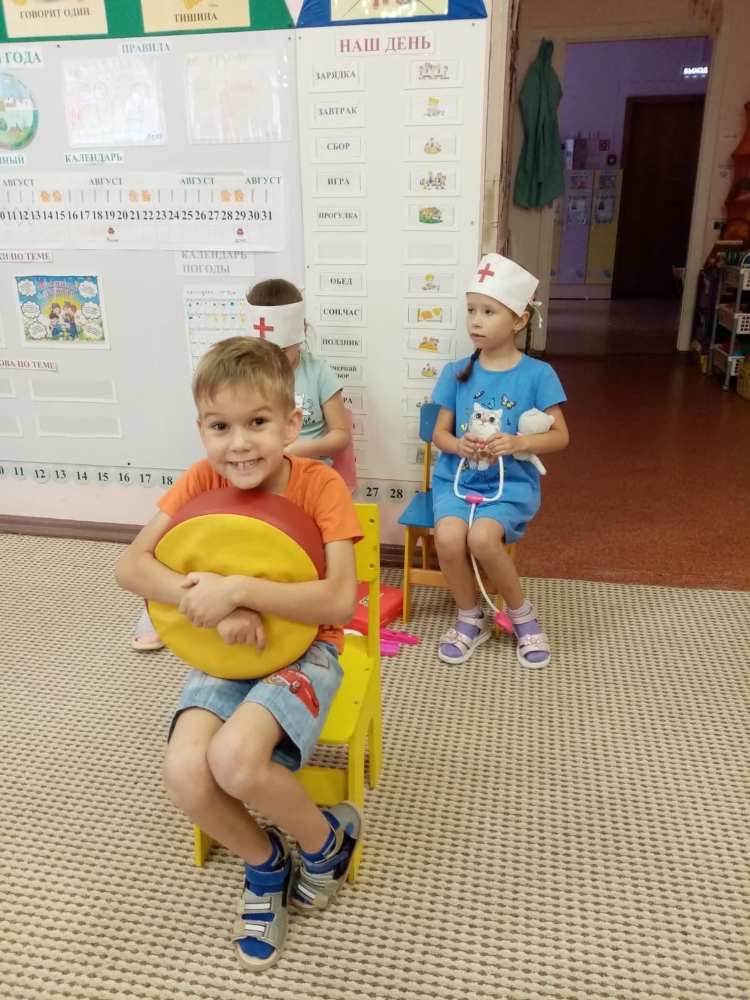 ГОВОРИТ ОДИН
ТИШИНА
ГОДА
ПРАВИЛА
ЛЕРО
КАЛЕНДАРЬ
АВГУСТ АВГУСТ АВГУСТ АВГУСТ
11 12 13 14 15 16 17 18 19 20 21 22 23 24 25 26 27 28 29 30 31
КИ ПО ТЕМЕ
КАЛЕНДАРЬ
ПОГОДЫ
ПРАВИЛА
ДРУЖБЫ
Календарь погоды
ОВА ПО ТЕМЕ
НАШ ДЕНЬ
ЗАРЯДКА
ЗАВТРАК
СБОР
ИГРА
ПРОГУЛКА
ОБЕД
СОН.ЧАС
ПОЛДНИК
ЧЕРНИЙ
СБОР
РА
ВЫХОД
0 11 12 13 14 15 16 17 18
27 28